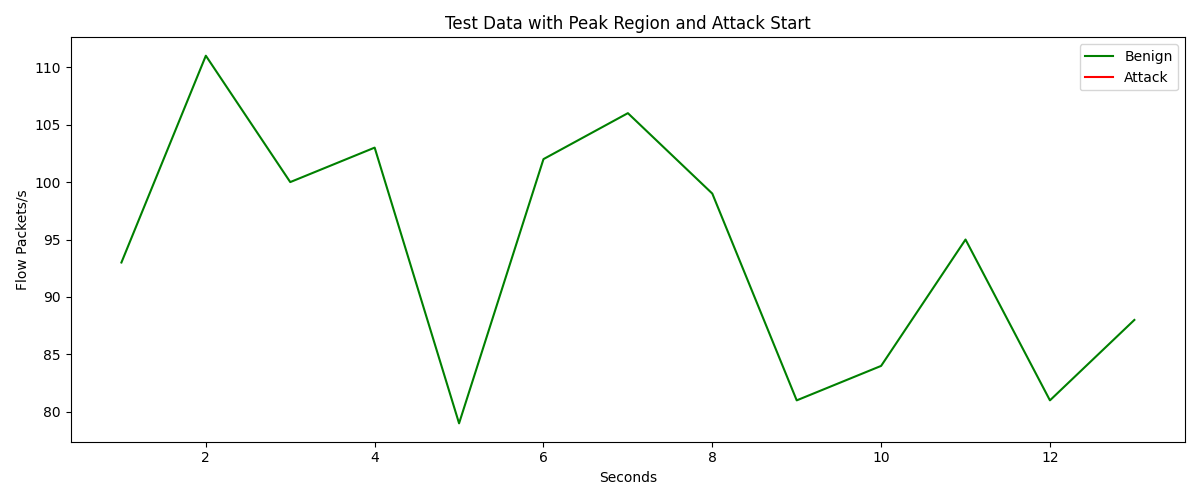 Test Data with Peak Region and Attack Start
Benign
Attack
110
105
100
95
90
85
80
Flow Packets/s
2
4
6
8
10
12
Seconds